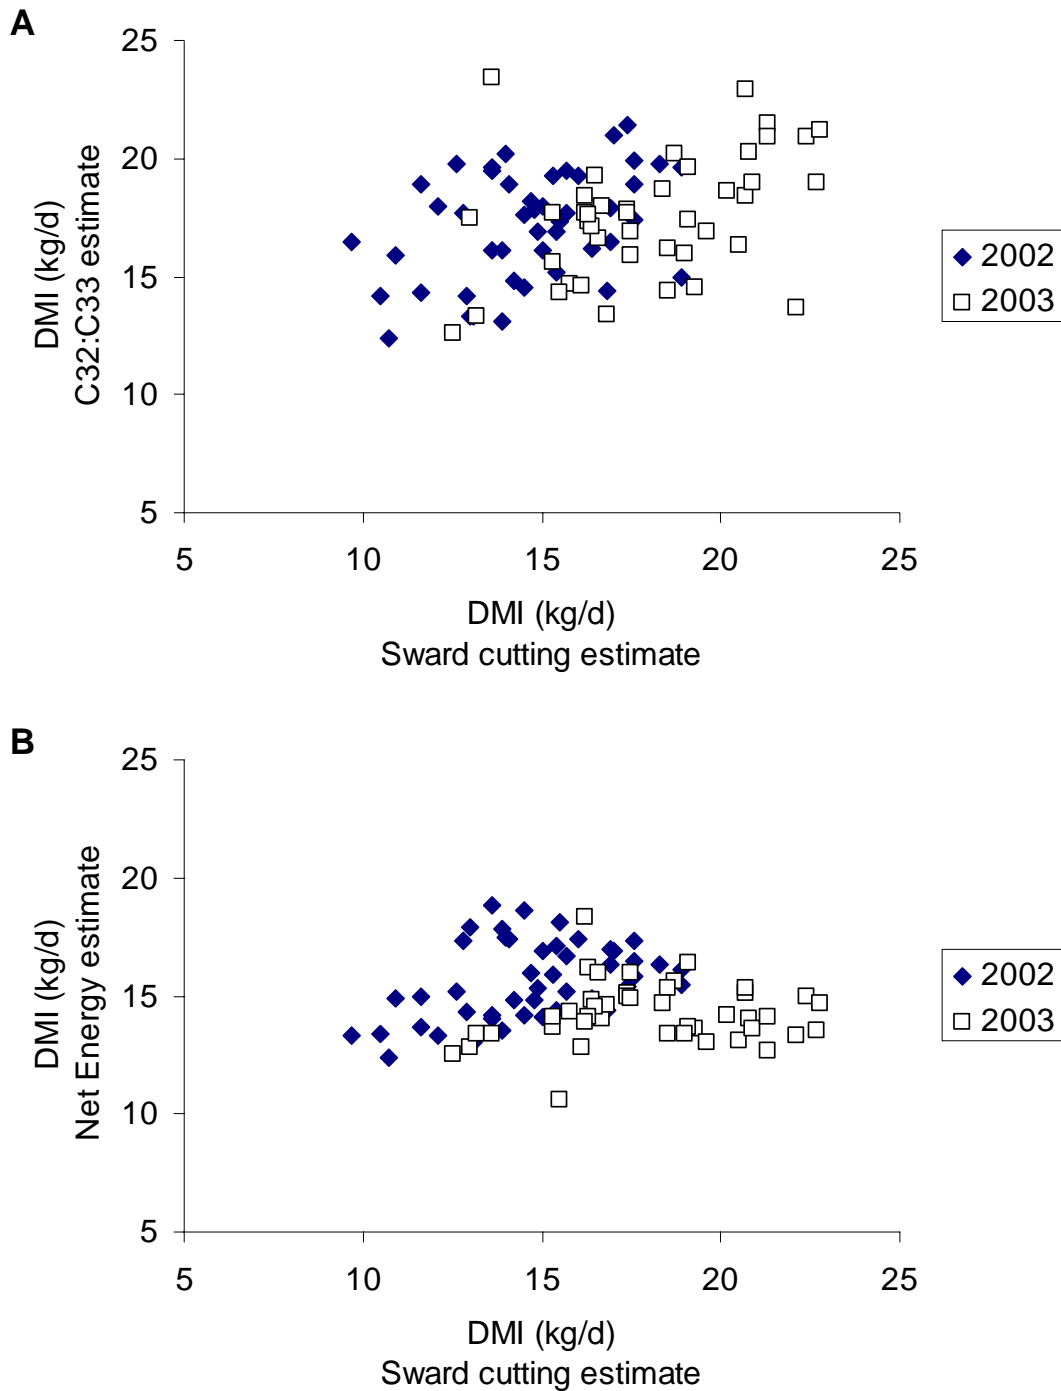 A
25
20
15
10
5
DMI (kg/d)
C32:C33 estimate
5 10 15 20 25
DMI (kg/d)
Sward cutting estimate
2002
2003
B
25
20
15
10
5
DMI (kg/d)
Net Energy estimate
5 10 15 20 25
DMI (kg/d)
Sward cutting estimate
2002
2003